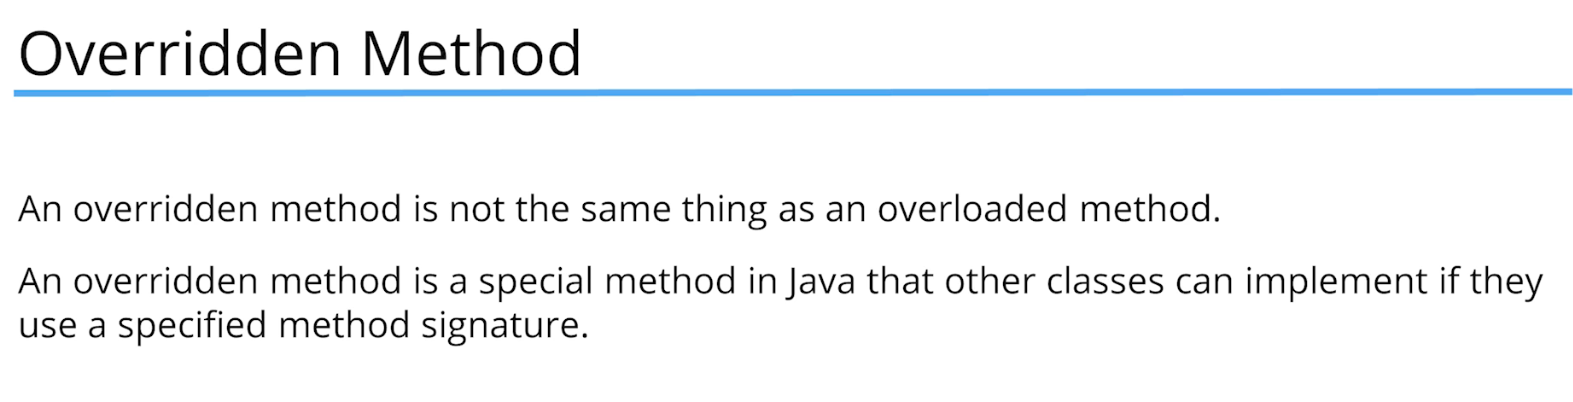 Overridden Method
An overridden method is not the same thing as an overloaded method.
An overridden method is a special method in Java that other classes can implement if they
use a specified method signature.